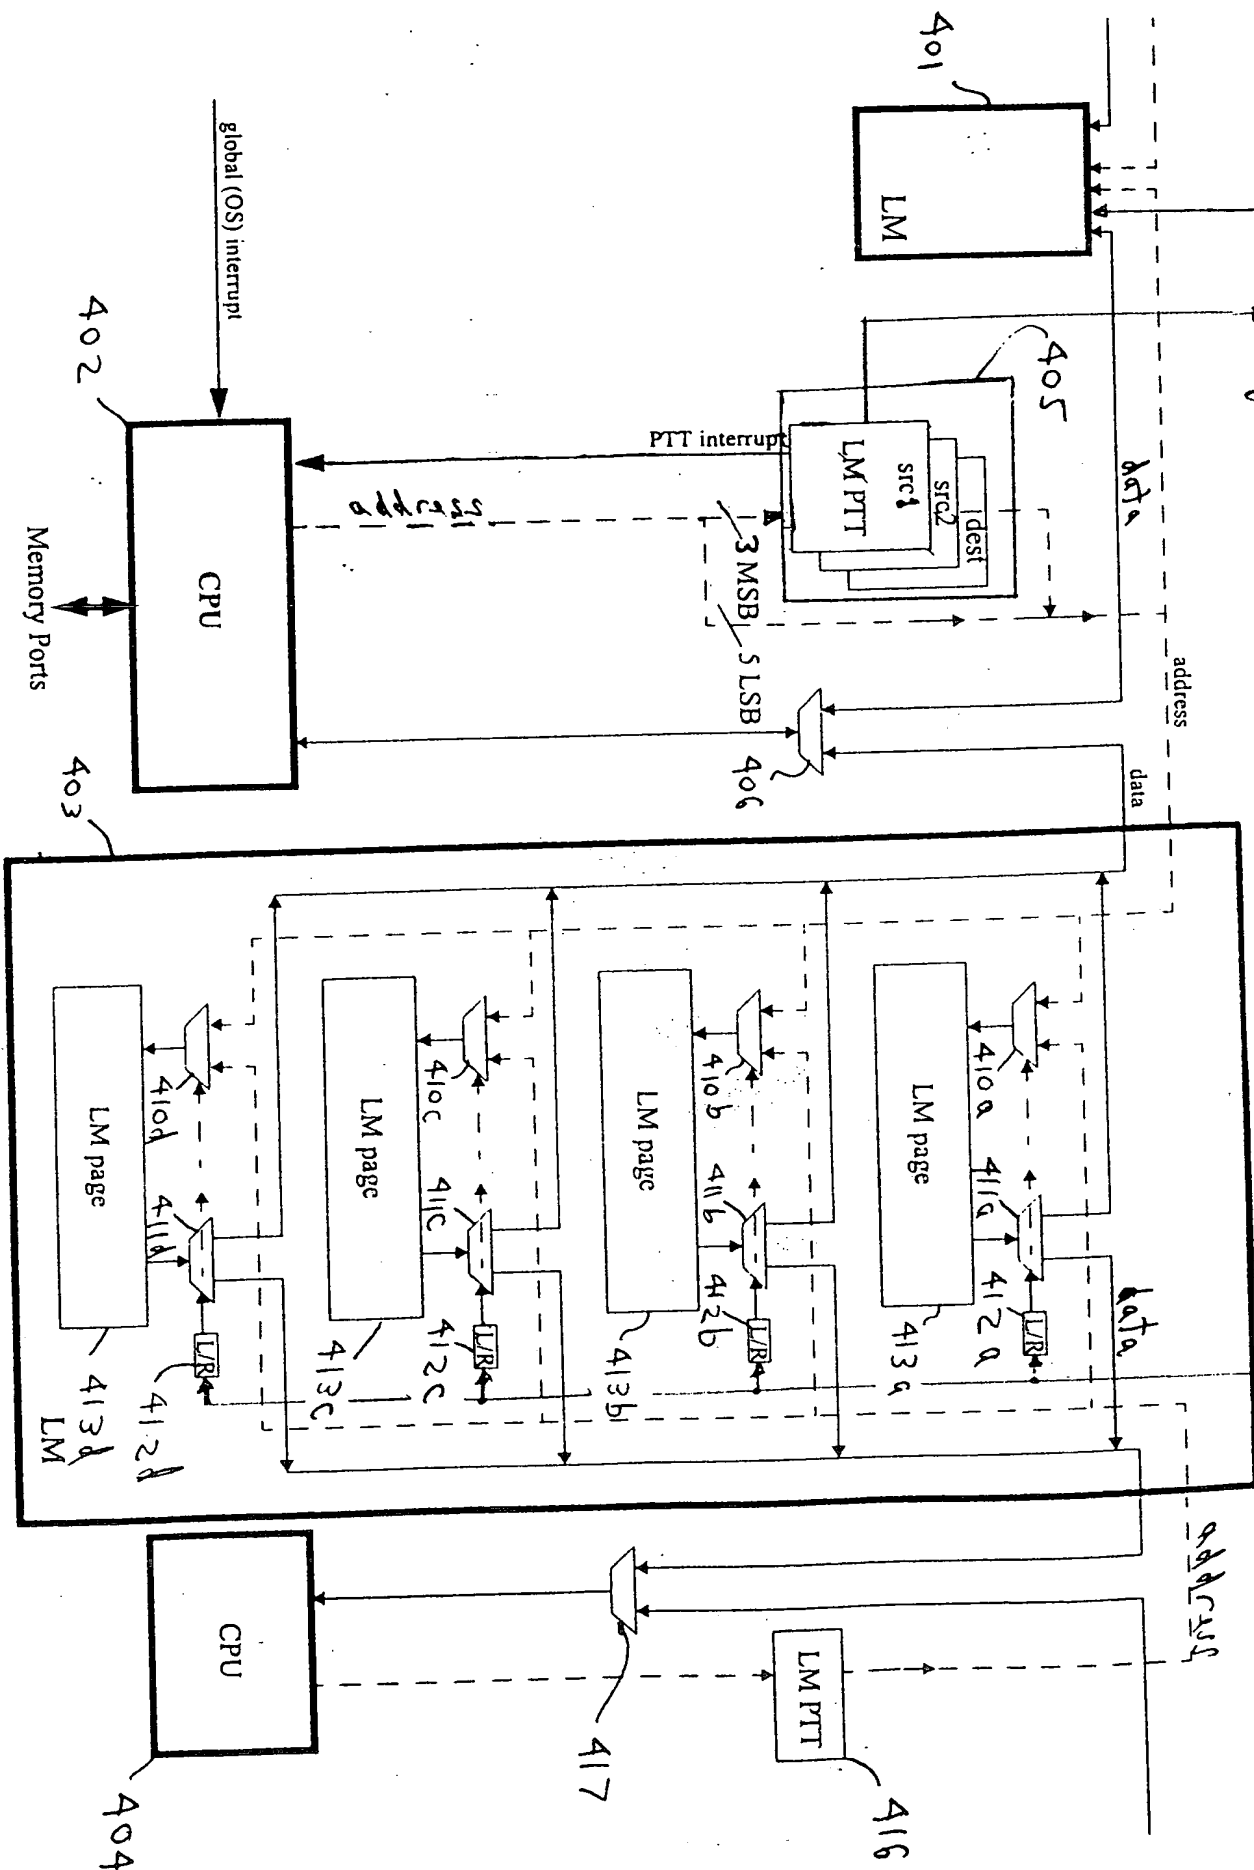 401
LM
global (OS) interrupt
402
CPU
Memory Ports
PTT interrupt
address
405
LM PTT
src1
src2
dest
3 MSB
5 LSB
data
address
406
data
403
410a
LM page
411a
412a
L/R
413a
data
410b
LM page
411b
412b
L/R
413b
410c
LM page
411c
412c
L/R
413c
410d
LM page
411d
412d
L/R
413d
LM
address
CPU
404
417
LM PTT
416